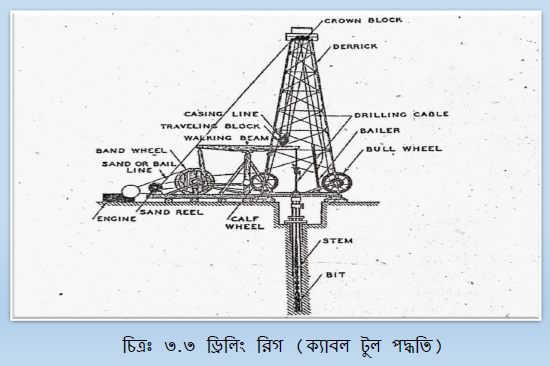 CROWN BLOCK
DERRICK
CASING LINE
TRAVELING BLOCK
WALKING BEAM
BAND WHEEL
SAND OR BAIL
LINE
DRILLING CABLE
BAILER
BULL WHEEL
ENGINE
SAND REEL
CALF
WHEEL
STEM
BIT
চিত্রঃ ৩.৩ ড্রিলিং রিগ (ক্যাবল টুল পদ্ধতি)